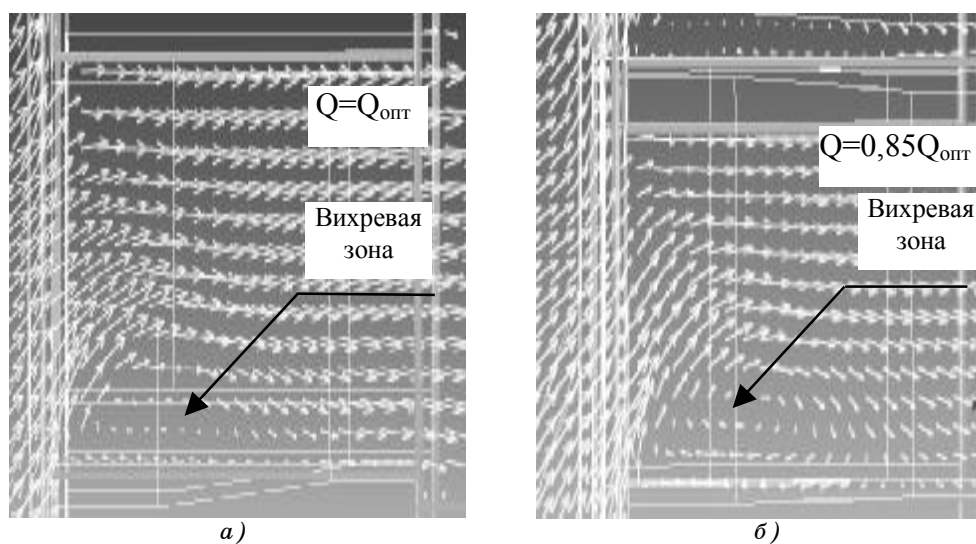 Q=Qопт
Вихревая
зона
Q=0,85Qопт
Вихревая
зона
а)
б)